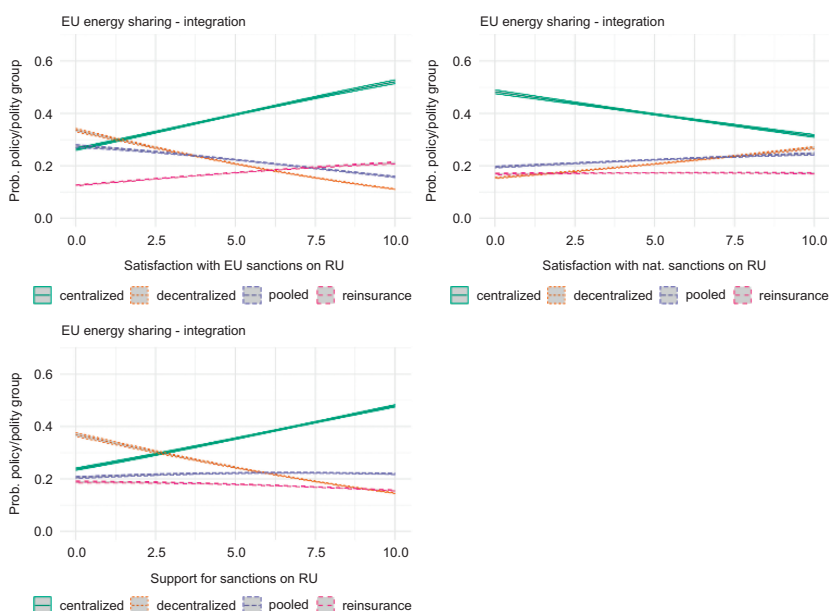 EU energy sharing - integration
Prob. policy/polity group
0.6
0.4
0.2
0.0
0.0 2.5 5.0 7.5 10.0
Satisfaction with EU sanctions on RU
centralized decentralized pooled reinsurance
EU energy sharing - integration
Prob. policy/polity group
0.6
0.4
0.2
0.0
0.0 2.5 5.0 7.5 10.0
Satisfaction with nat. sanctions on RU
centralized decentralized pooled reinsurance
EU energy sharing - integration
Prob. policy/polity group
0.6
0.4
0.2
0.0
0.0 2.5 5.0 7.5 10.0
Support for sanctions on RU
centralized decentralized pooled reinsurance